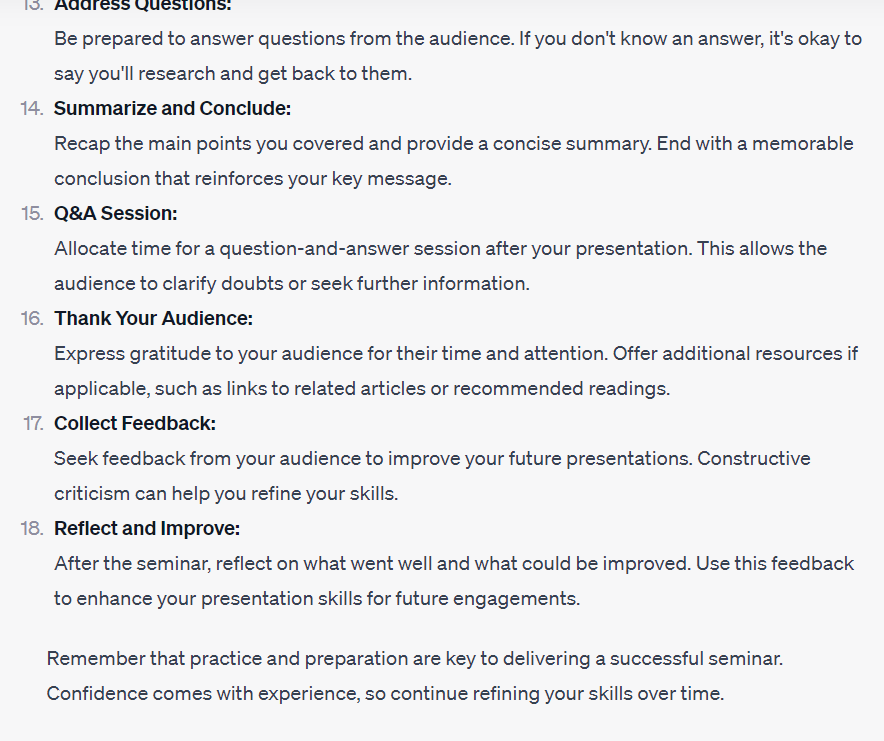 13. Address Questions:
Be prepared to answer questions from the audience. If you don't know an answer, it's okay to
say you'll research and get back to them.
14. Summarize and Conclude:
Recap the main points you covered and provide a concise summary. End with a memorable
conclusion that reinforces your key message.
15. Q&A Session:
Allocate time for a question-and-answer session after your presentation. This allows the
audience to clarify doubts or seek further information.
16. Thank Your Audience:
Express gratitude to your audience for their time and attention. Offer additional resources if
applicable, such as links to related articles or recommended readings.
17. Collect Feedback:
Seek feedback from your audience to improve your future presentations. Constructive
criticism can help you refine your skills.
18. Reflect and Improve:
After the seminar, reflect on what went well and what could be improved. Use this feedback
to enhance your presentation skills for future engagements.
Remember that practice and preparation are key to delivering a successful seminar.
Confidence comes with experience, so continue refining your skills over time.